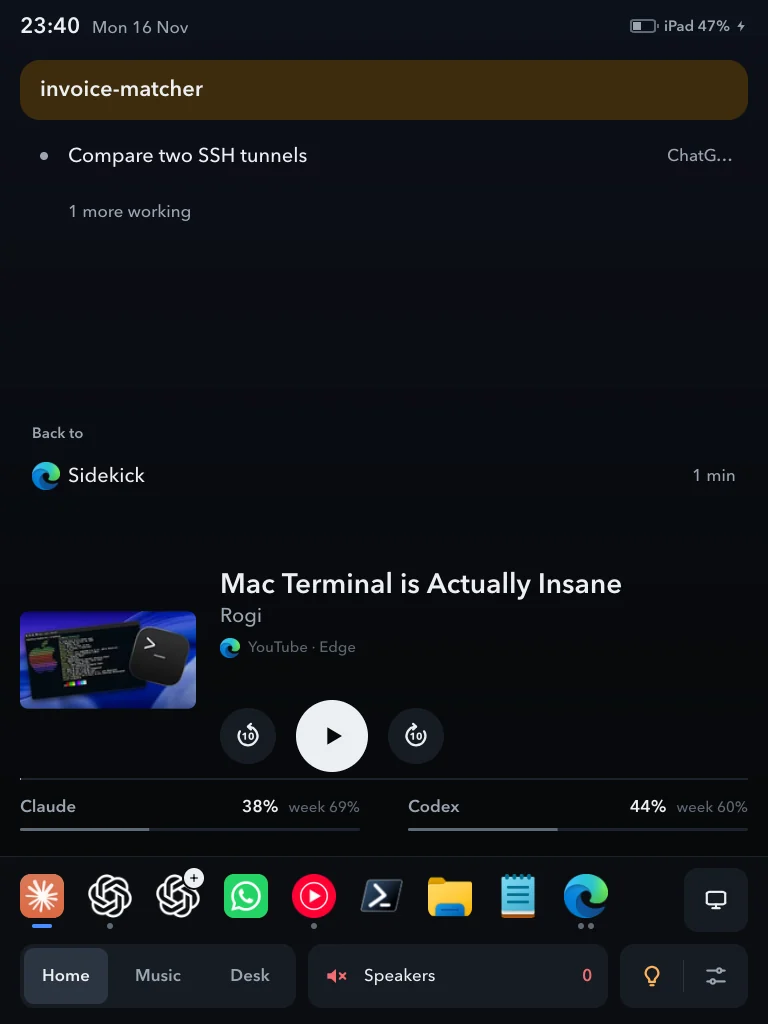 23:40 Mon 16 Nov
iPad 47%
invoice-matcher
Compare two SSH tunnels ChatG...
1 more working
Back to
Sidekick 1 min
Mac Terminal is Actually Insane
Rogi
YouTube · Edge
10 10
Claude 38% week 69%
Codex 44% week 60%
Home Music Desk
Speakers 0